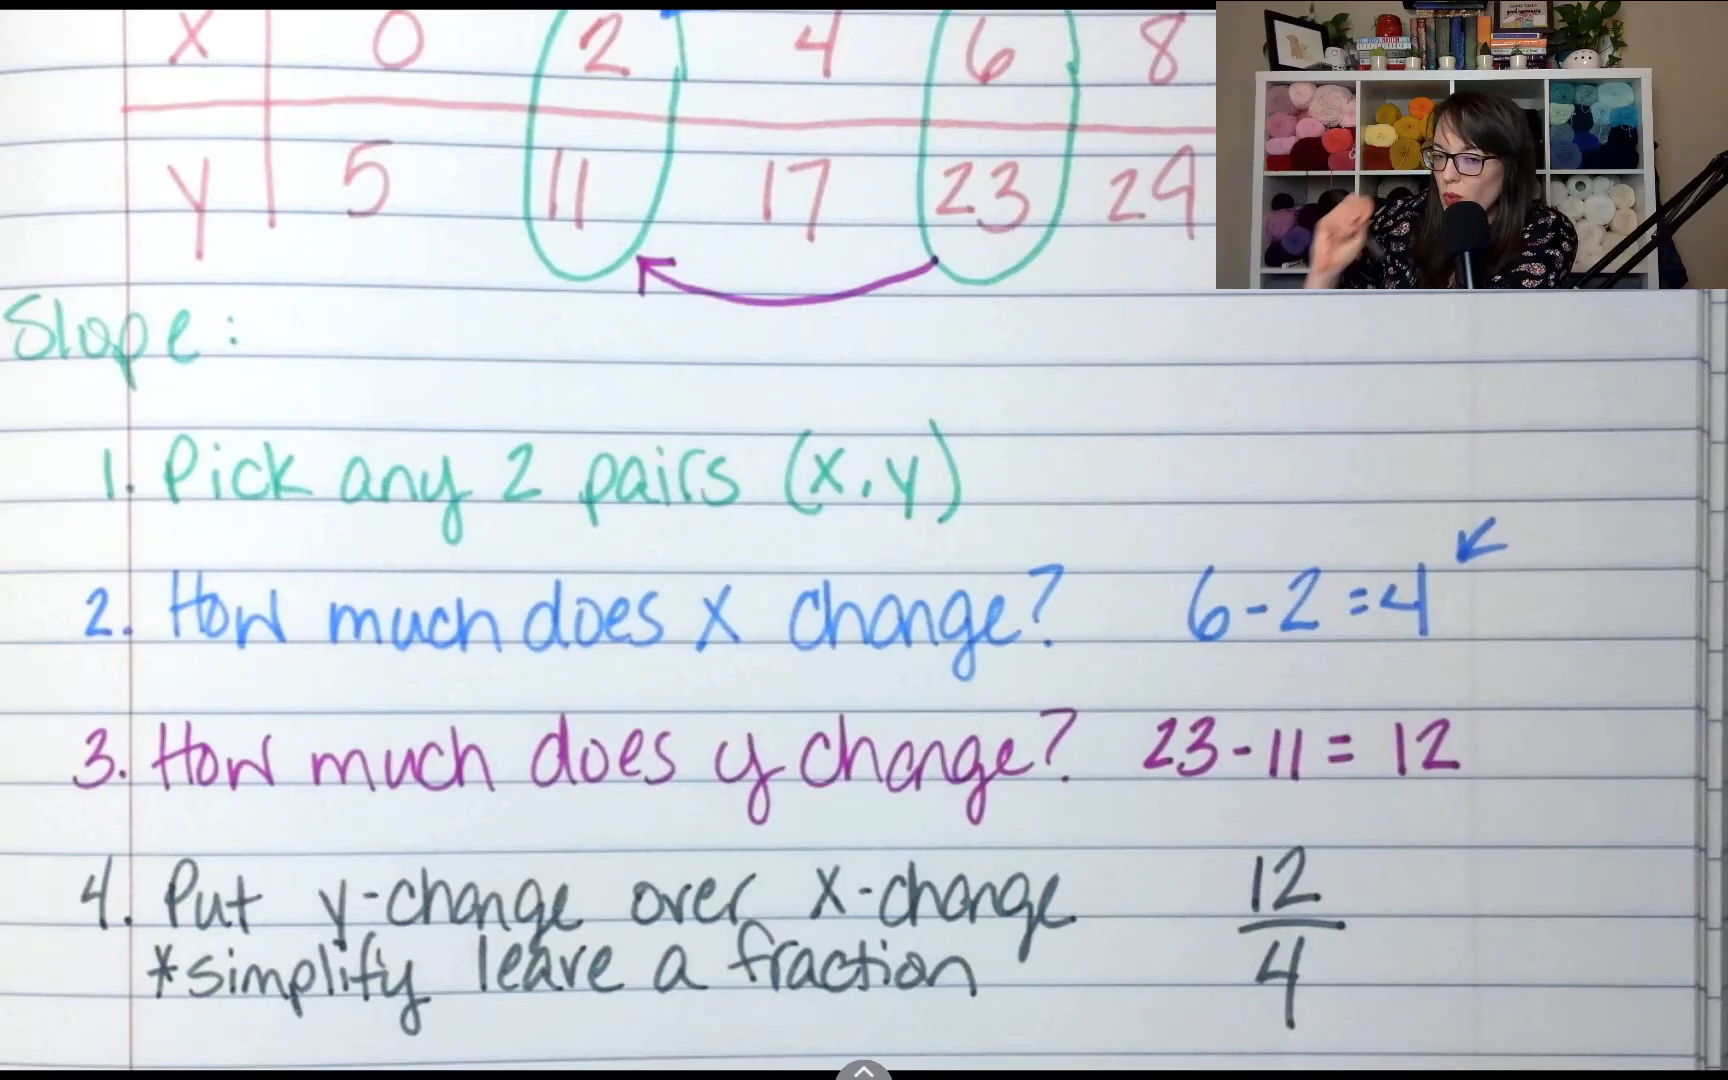 x 0 2 4 6 8
y 5 11 17 23 29
Slope:
1. Pick any 2 pairs (x,y)
2. How much does x change? 6-2=4
3. How much does y change? 23-11=12
4. Put y-change over x-change 12/4
*simplify leave a fraction